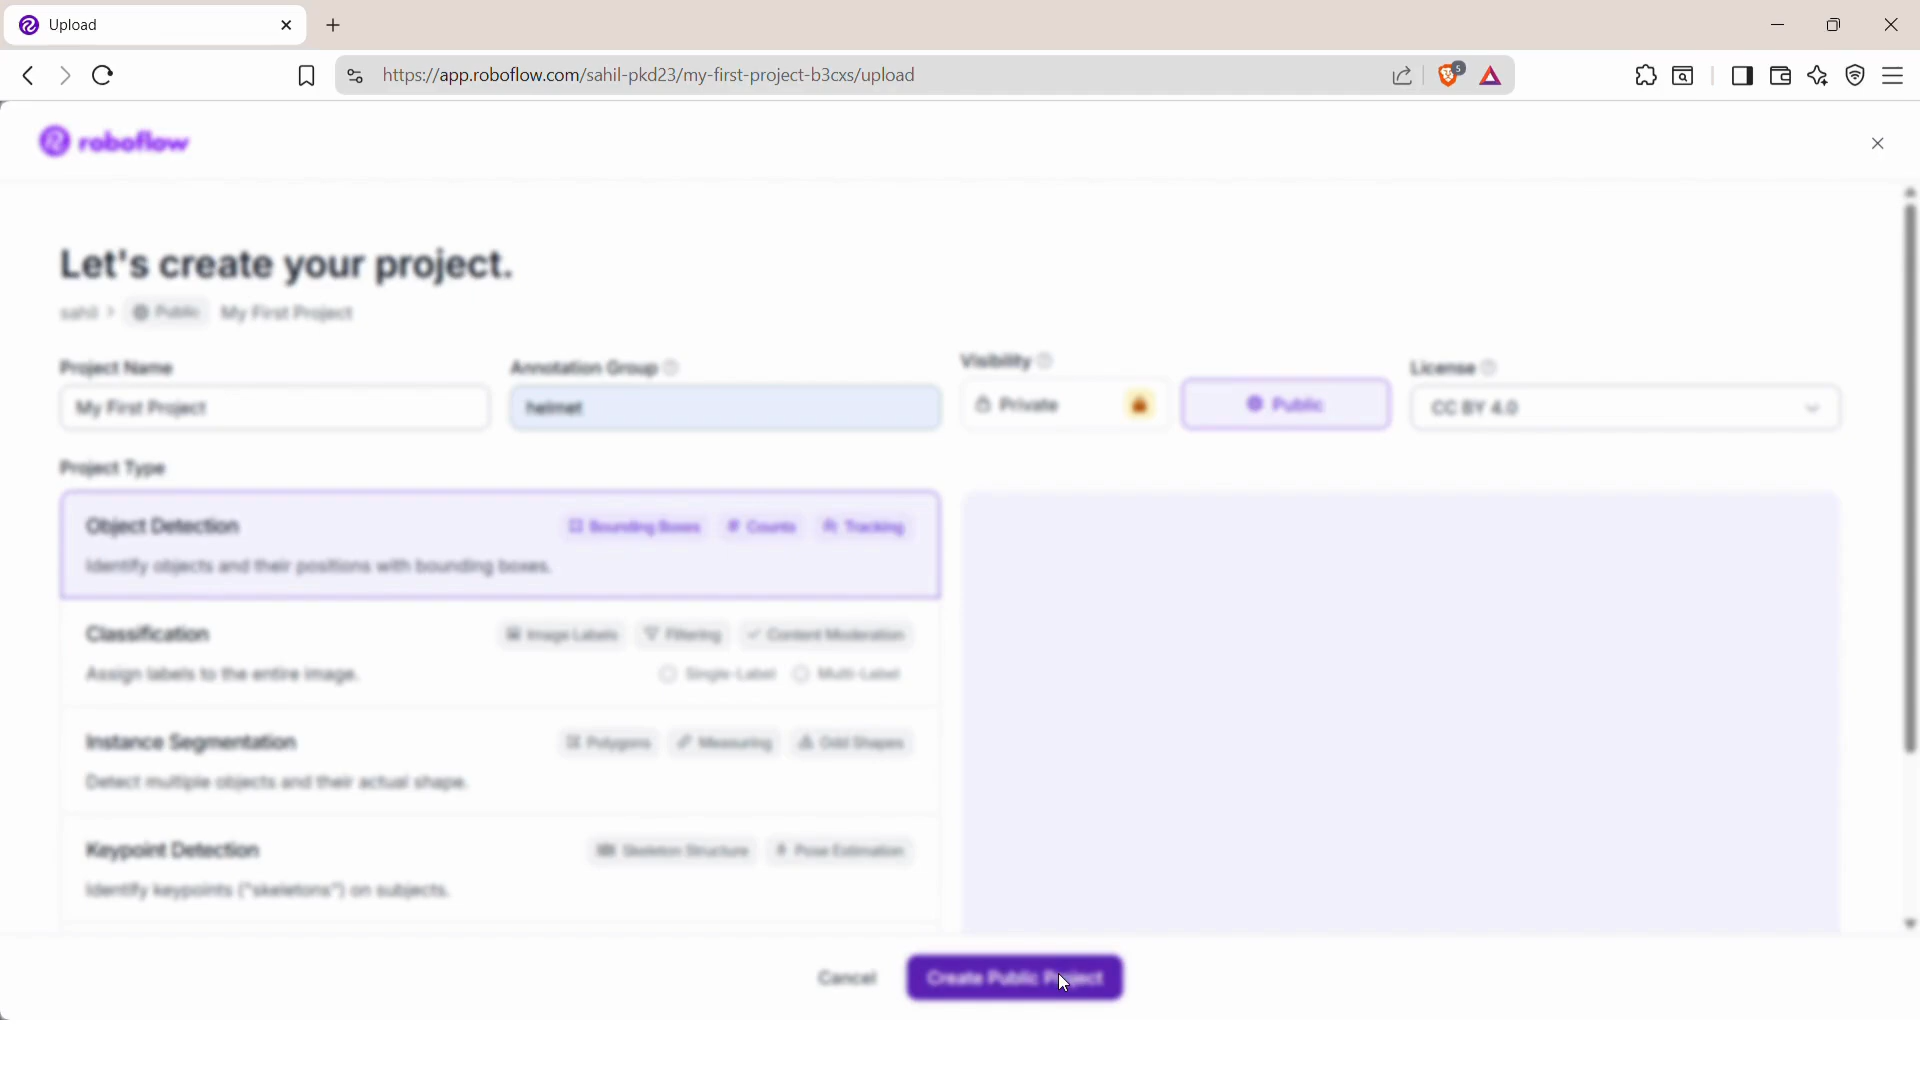 Upload
https://app.roboflow.com/sahil-pkd23/my-first-project-b3cxs/upload
5
roboflow
Let's create your project.
sahil > Public My First Project
Project Name
Annotation Group
Visibility
License
My First Project
helmet
Private
Public
CC BY 4.0
Project Type
Object Detection
Bounding Boxes
# Counts
Tracking
Identify objects and their positions with bounding boxes.
Classification
Image Labels
Filtering
Content Moderation
Assign labels to the entire image.
Single-Label
Multi-Label
Instance Segmentation
Polygons
Measuring
Odd Shapes
Detect multiple objects and their actual shape.
Keypoint Detection
Skeleton Structure
Pose Estimation
Identify keypoints ("skeletons") on subjects.
Cancel
Create Public Project